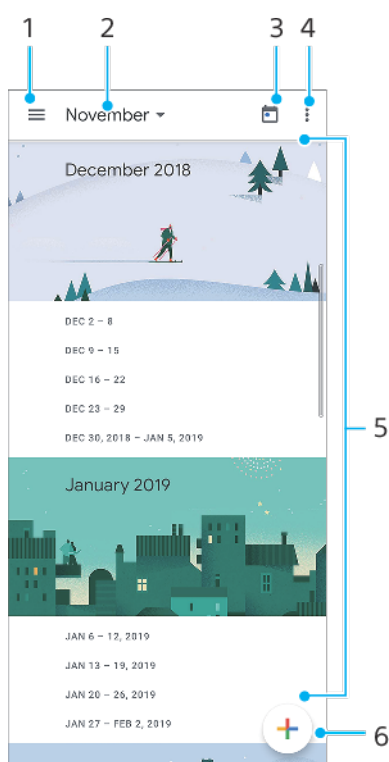 1 2 3 4
November
December 2018
DEC 2 – 8
DEC 9 – 15
DEC 16 – 22
DEC 23 – 29
DEC 30, 2018 – JAN 5, 2019
5
January 2019
JAN 6 – 12, 2019
JAN 13 – 19, 2019
JAN 20 – 26, 2019
JAN 27 – FEB 2, 2019
6